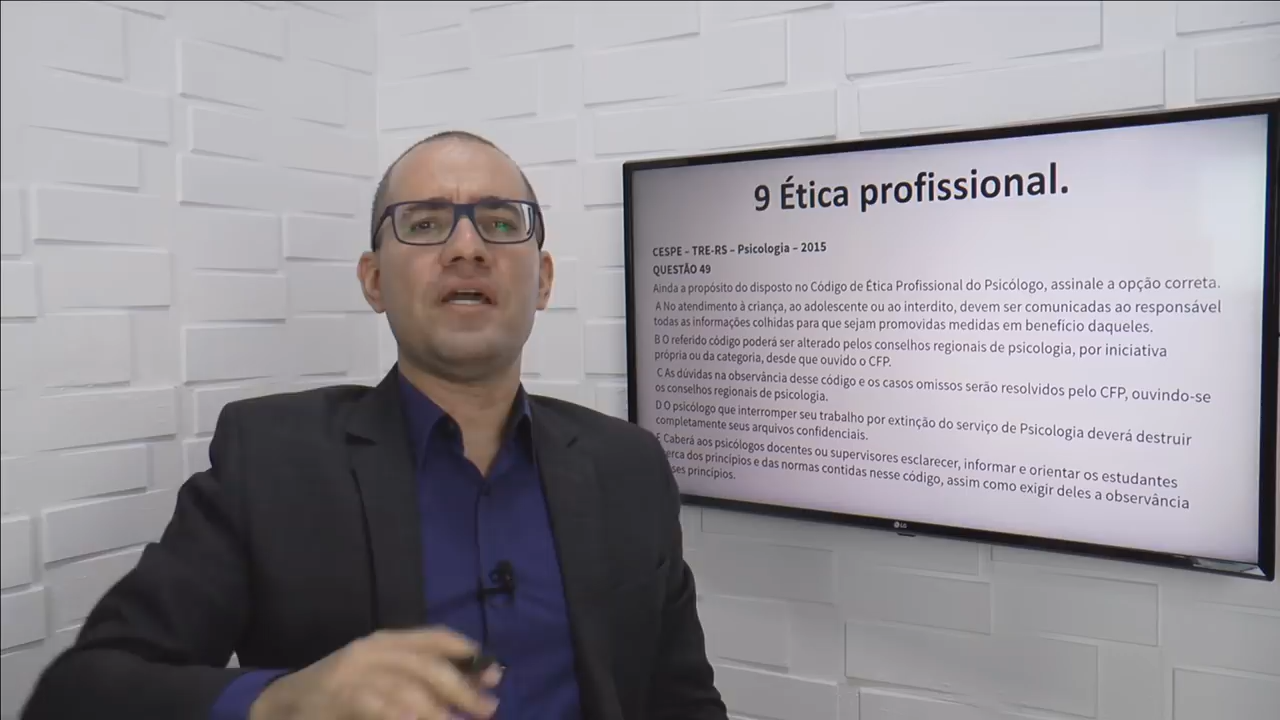 9 Ética profissional.
CESPE – TRE-RS – Psicologia – 2015
QUESTÃO 49
Ainda a propósito do disposto no Código de Ética Profissional do Psicólogo, assinale a opção correta.
A No atendimento à criança, ao adolescente ou ao interdito, devem ser comunicadas ao responsável
todas as informações colhidas para que sejam promovidas medidas em benefício daqueles.
B O referido código poderá ser alterado pelos conselhos regionais de psicologia, por iniciativa
própria ou da categoria, desde que ouvido o CFP.
C As dúvidas na observância desse código e os casos omissos serão resolvidos pelo CFP, ouvindo-se
os conselhos regionais de psicologia.
D O psicólogo que interromper seu trabalho por extinção do serviço de Psicologia deverá destruir
completamente seus arquivos confidenciais.
E Caberá aos psicólogos docentes ou supervisores esclarecer, informar e orientar os estudantes
dos princípios e das normas contidas nesse código, assim como exigir deles a observância
princípios.
LG